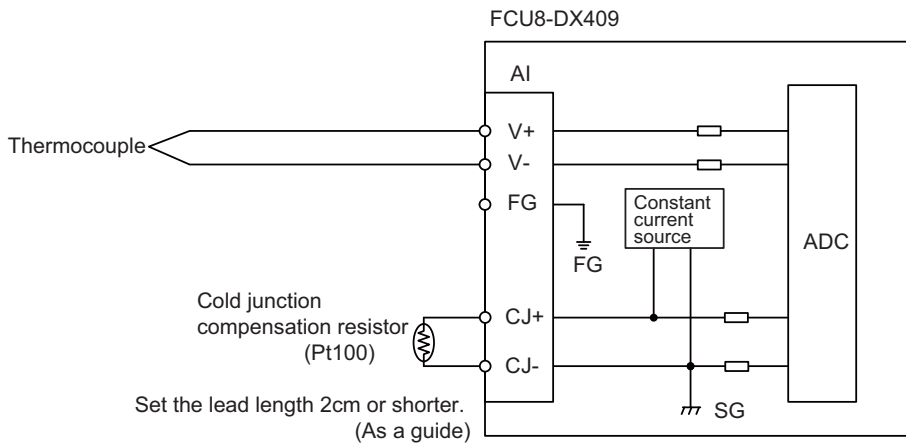 FCU8-DX409
AI
Thermocouple
V+
V-
FG
FG
Constant
current
source
ADC
Cold junction
compensation resistor
(Pt100)
CJ+
CJ-
SG
Set the lead length 2cm or shorter.
(As a guide)